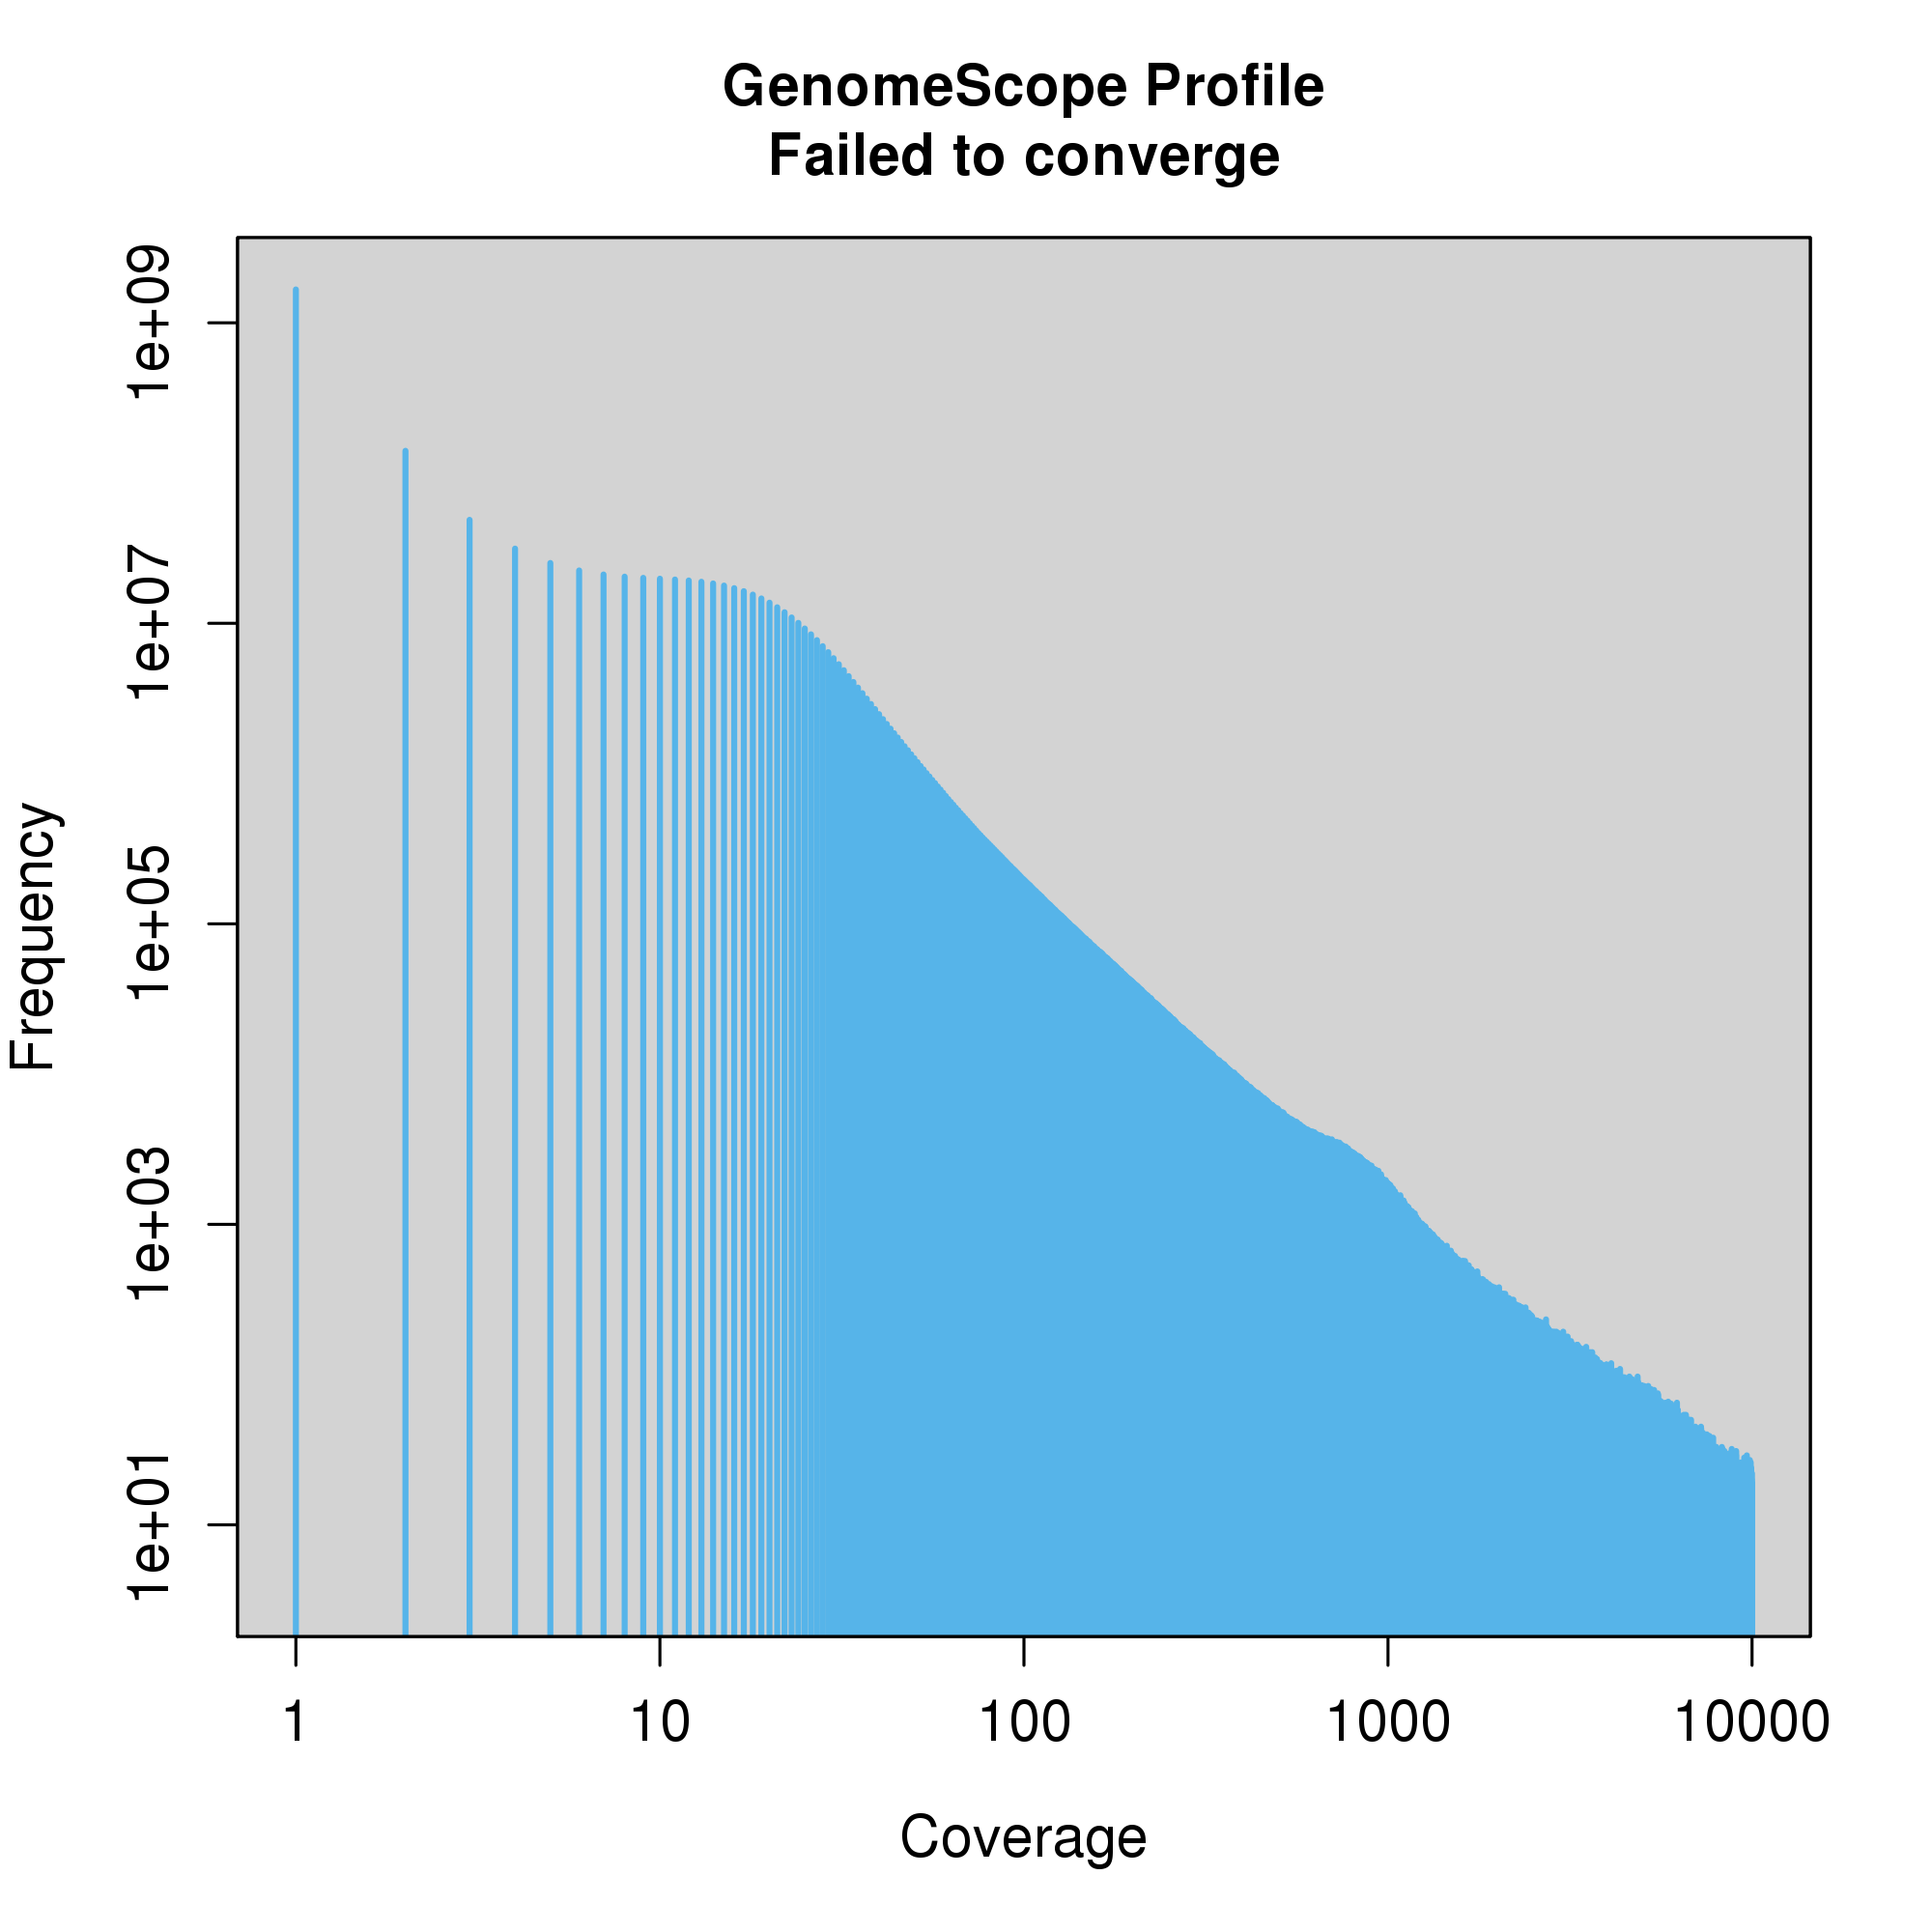 GenomeScope Profile
Failed to converge
Frequency
1e+09
1e+07
1e+05
1e+03
1e+01
1
10
100
1000
10000
Coverage